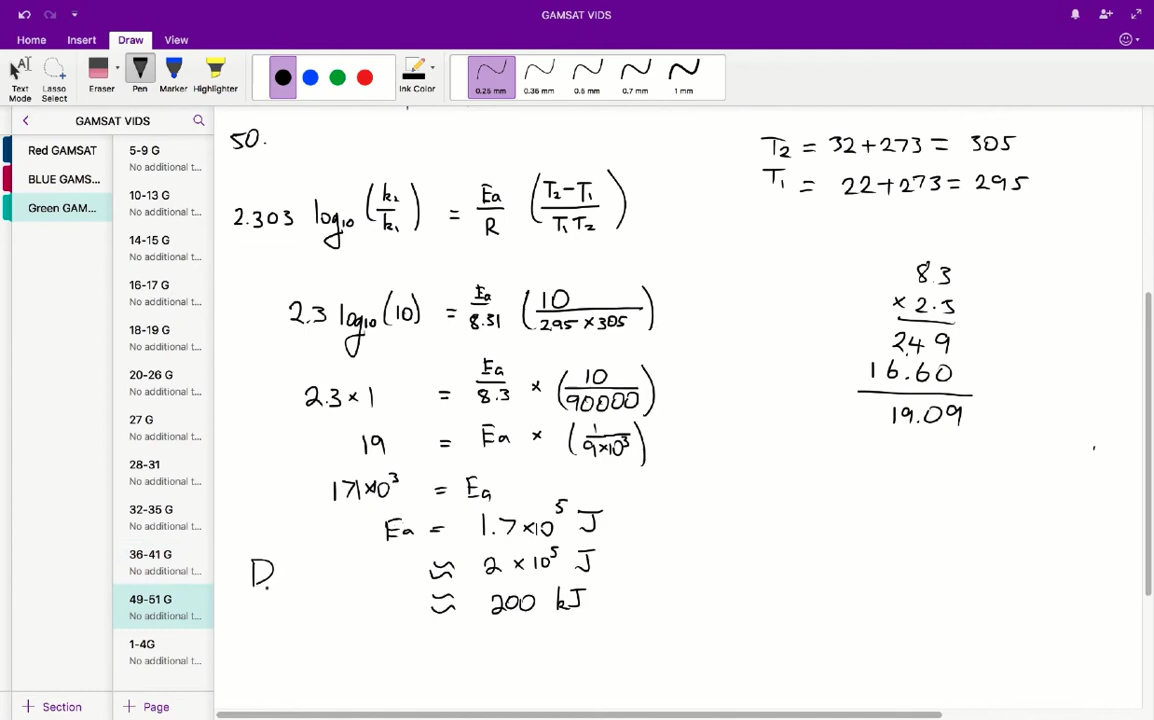 GAMSAT VIDS
Home Insert Draw View
Text Mode
Lasso Select
Eraser
Pen
Marker
Highlighter
Ink Color
0.25 mm
0.35 mm
0.5 mm
0.7 mm
1 mm
GAMSAT VIDS
Red GAMSAT
BLUE GAMS...
Green GAM...
5-9 G
No additional t...
10-13 G
No additional t...
14-15 G
No additional t...
16-17 G
No additional t...
18-19 G
No additional t...
20-26 G
No additional t...
27 G
No additional t...
28-31
No additional t...
32-35 G
No additional t...
36-41 G
No additional t...
49-51 G
No additional t...
1-4G
No additional t...
+ Section
+ Page
50.
2.303 log₁₀ (k₂/k₁) = Ea/R (T₂-T₁/T₁T₂)
2.3 log₁₀(10) = Ea/8.31 (10/295×305)
2.3 × 1 = Ea/8.3 × (10/90000)
19 = Ea × (1/9×10³)
171×10³ = Ea
Ea = 1.7×10⁵ J
≈ 2 × 10⁵ J
≈ 200 kJ
D.
T₂ = 32+273 = 305
T₁ = 22+273 = 295
8.3
× 2.3
2.49
16.60
19.09